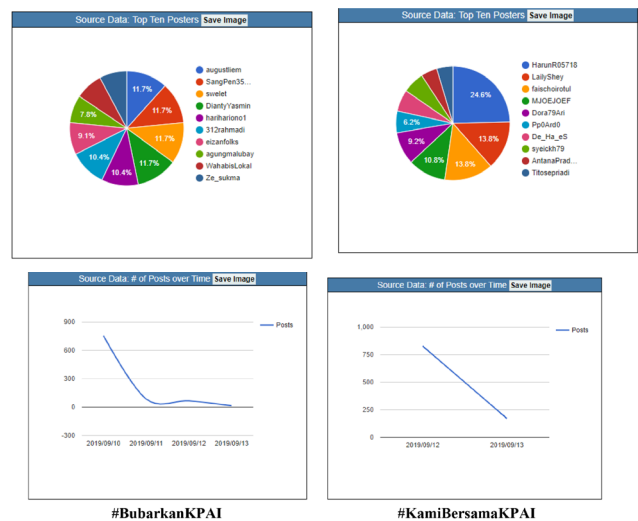 Source Data: Top Ten Posters Save Image
11.7%
11.7%
11.7%
11.7%
10.4%
10.4%
9.1%
7.8%
augustliem
SangPen35...
swelet
DiantyYasmin
harihariono1
312rahmadi
eizanfolks
agungmalubay
WahabisLokal
Ze_sukma
Source Data: Top Ten Posters Save Image
24.6%
13.8%
13.8%
10.8%
9.2%
6.2%
HarunR05718
LailyShey
faischoirotul
MJOEJOEF
Dora79Ari
Pp0Ard0
De_Ha_eS
syeickh79
AntanaPrad...
Titosepriadi
Source Data: # of Posts over Time Save Image
900
600
300
0
-300
2019/09/10 2019/09/11 2019/09/12 2019/09/13
Posts
#BubarkanKPAI
Source Data: # of Posts over Time Save Image
1,000
750
500
250
0
2019/09/12 2019/09/13
Posts
#KamiBersamaKPAI